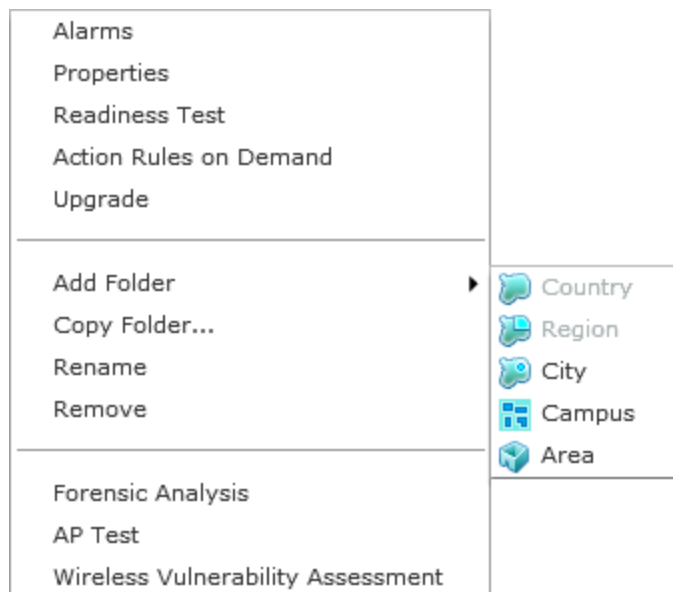 Alarms
Properties
Readiness Test
Action Rules on Demand
Upgrade
Add Folder
Country
Region
City
Campus
Area
Copy Folder...
Rename
Remove
Forensic Analysis
AP Test
Wireless Vulnerability Assessment